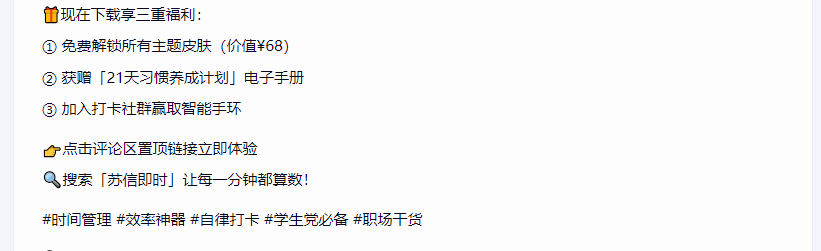 🎁现在下载享三重福利：
① 免费解锁所有主题皮肤（价值¥68）
② 获赠「21天习惯养成计划」电子手册
③ 加入打卡社群赢取智能手环
👉点击评论区置顶链接立即体验
🔍搜索「苏信即时」让每一分钟都算数！
#时间管理 #效率神器 #自律打卡 #学生党必备 #职场干货